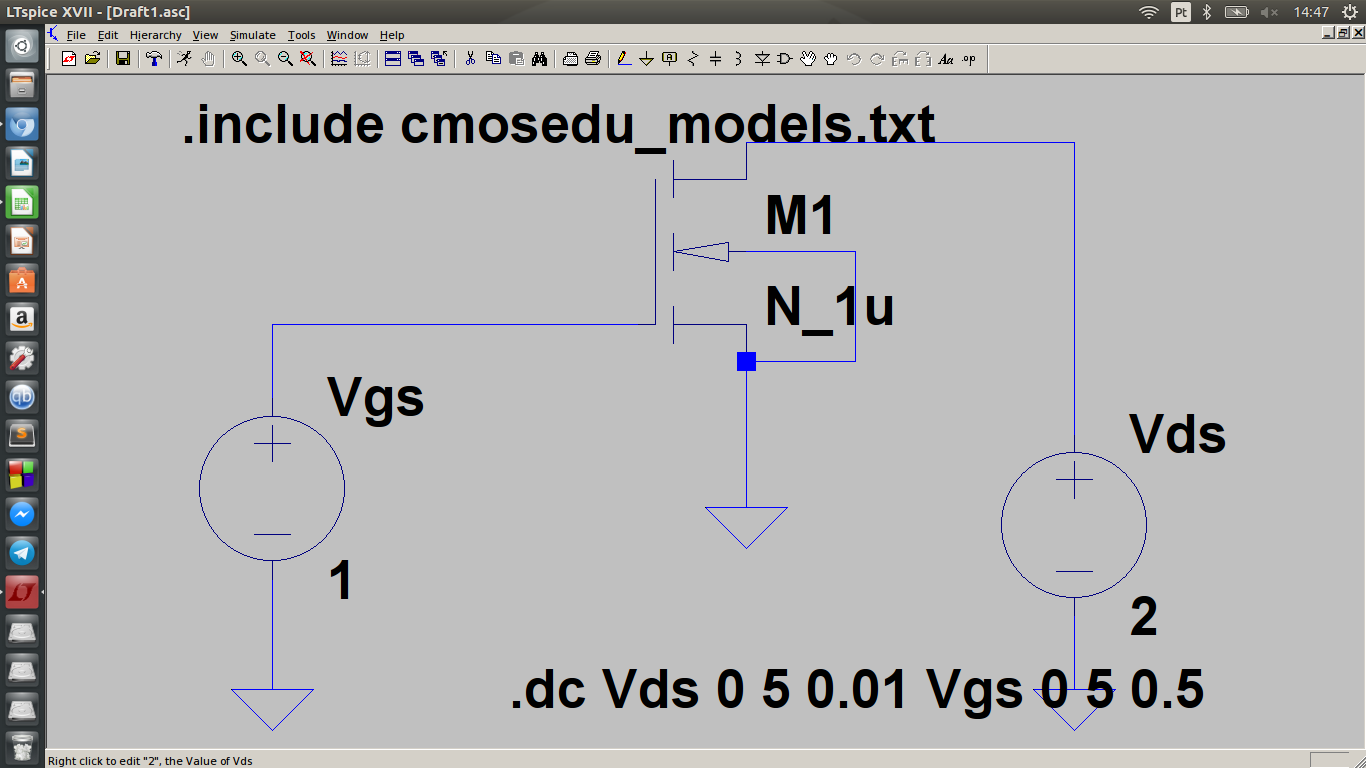 LTspice XVII - [Draft1.asc]
Pt
14:47
File Edit Hierarchy View Simulate Tools Window Help
Aa .op
.include cmosedu_models.txt
M1
N_1u
Vgs
1
Vds
2
.dc Vds 0 5 0.01 Vgs 0 5 0.5
Right click to edit "2", the Value of Vds